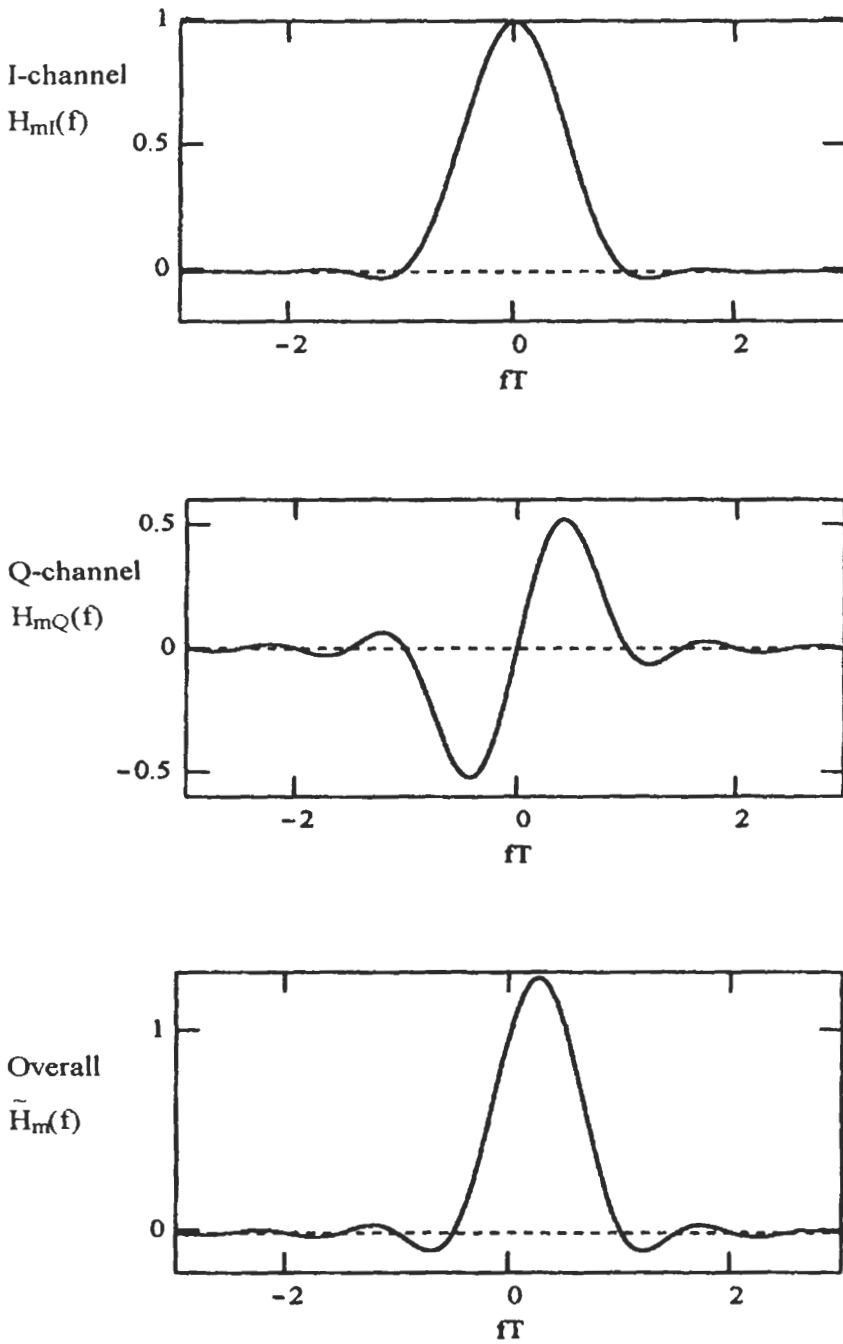 1
I-channel
H_mI(f)
0.5
0
-2 0 2
fT
0.5
Q-channel
H_mQ(f)
0
-0.5
-2 0 2
fT
1
Overall
H̃_m(f)
0
-2 0 2
fT